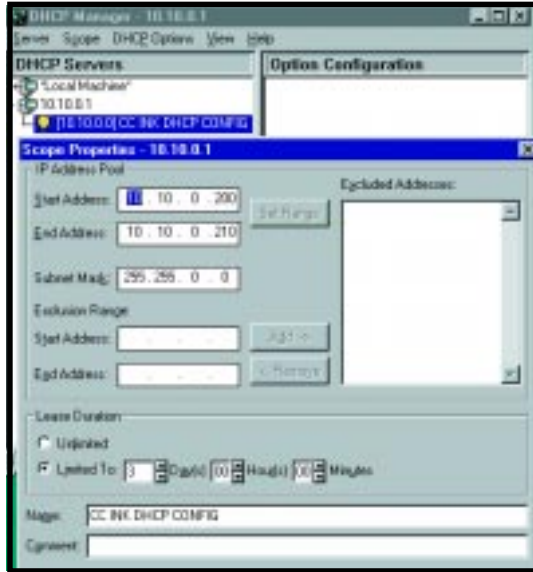 DHCP Manager - 10.10.0.1
Server Scope DHCP Options View Help
DHCP Servers
Option Configuration
*Local Machine*
10.10.0.1
[10.10.0.0] CC INK DHCP CONFIG
Scope Properties - 10.10.0.1
IP Address Pool
Start Address: 10 . 10 . 0 . 200
Set Range
Excluded Addresses:
End Address: 10 . 10 . 0 . 210
Subnet Mask: 255 . 255 . 0 . 0
Exclusion Range
Start Address: . . .
Add ->
End Address: . . .
<- Remove
Lease Duration
Unlimited
Limited To: 3 Day(s) 00 Hour(s) 00 Minutes
Name: CC INK DHCP CONFIG
Comment: